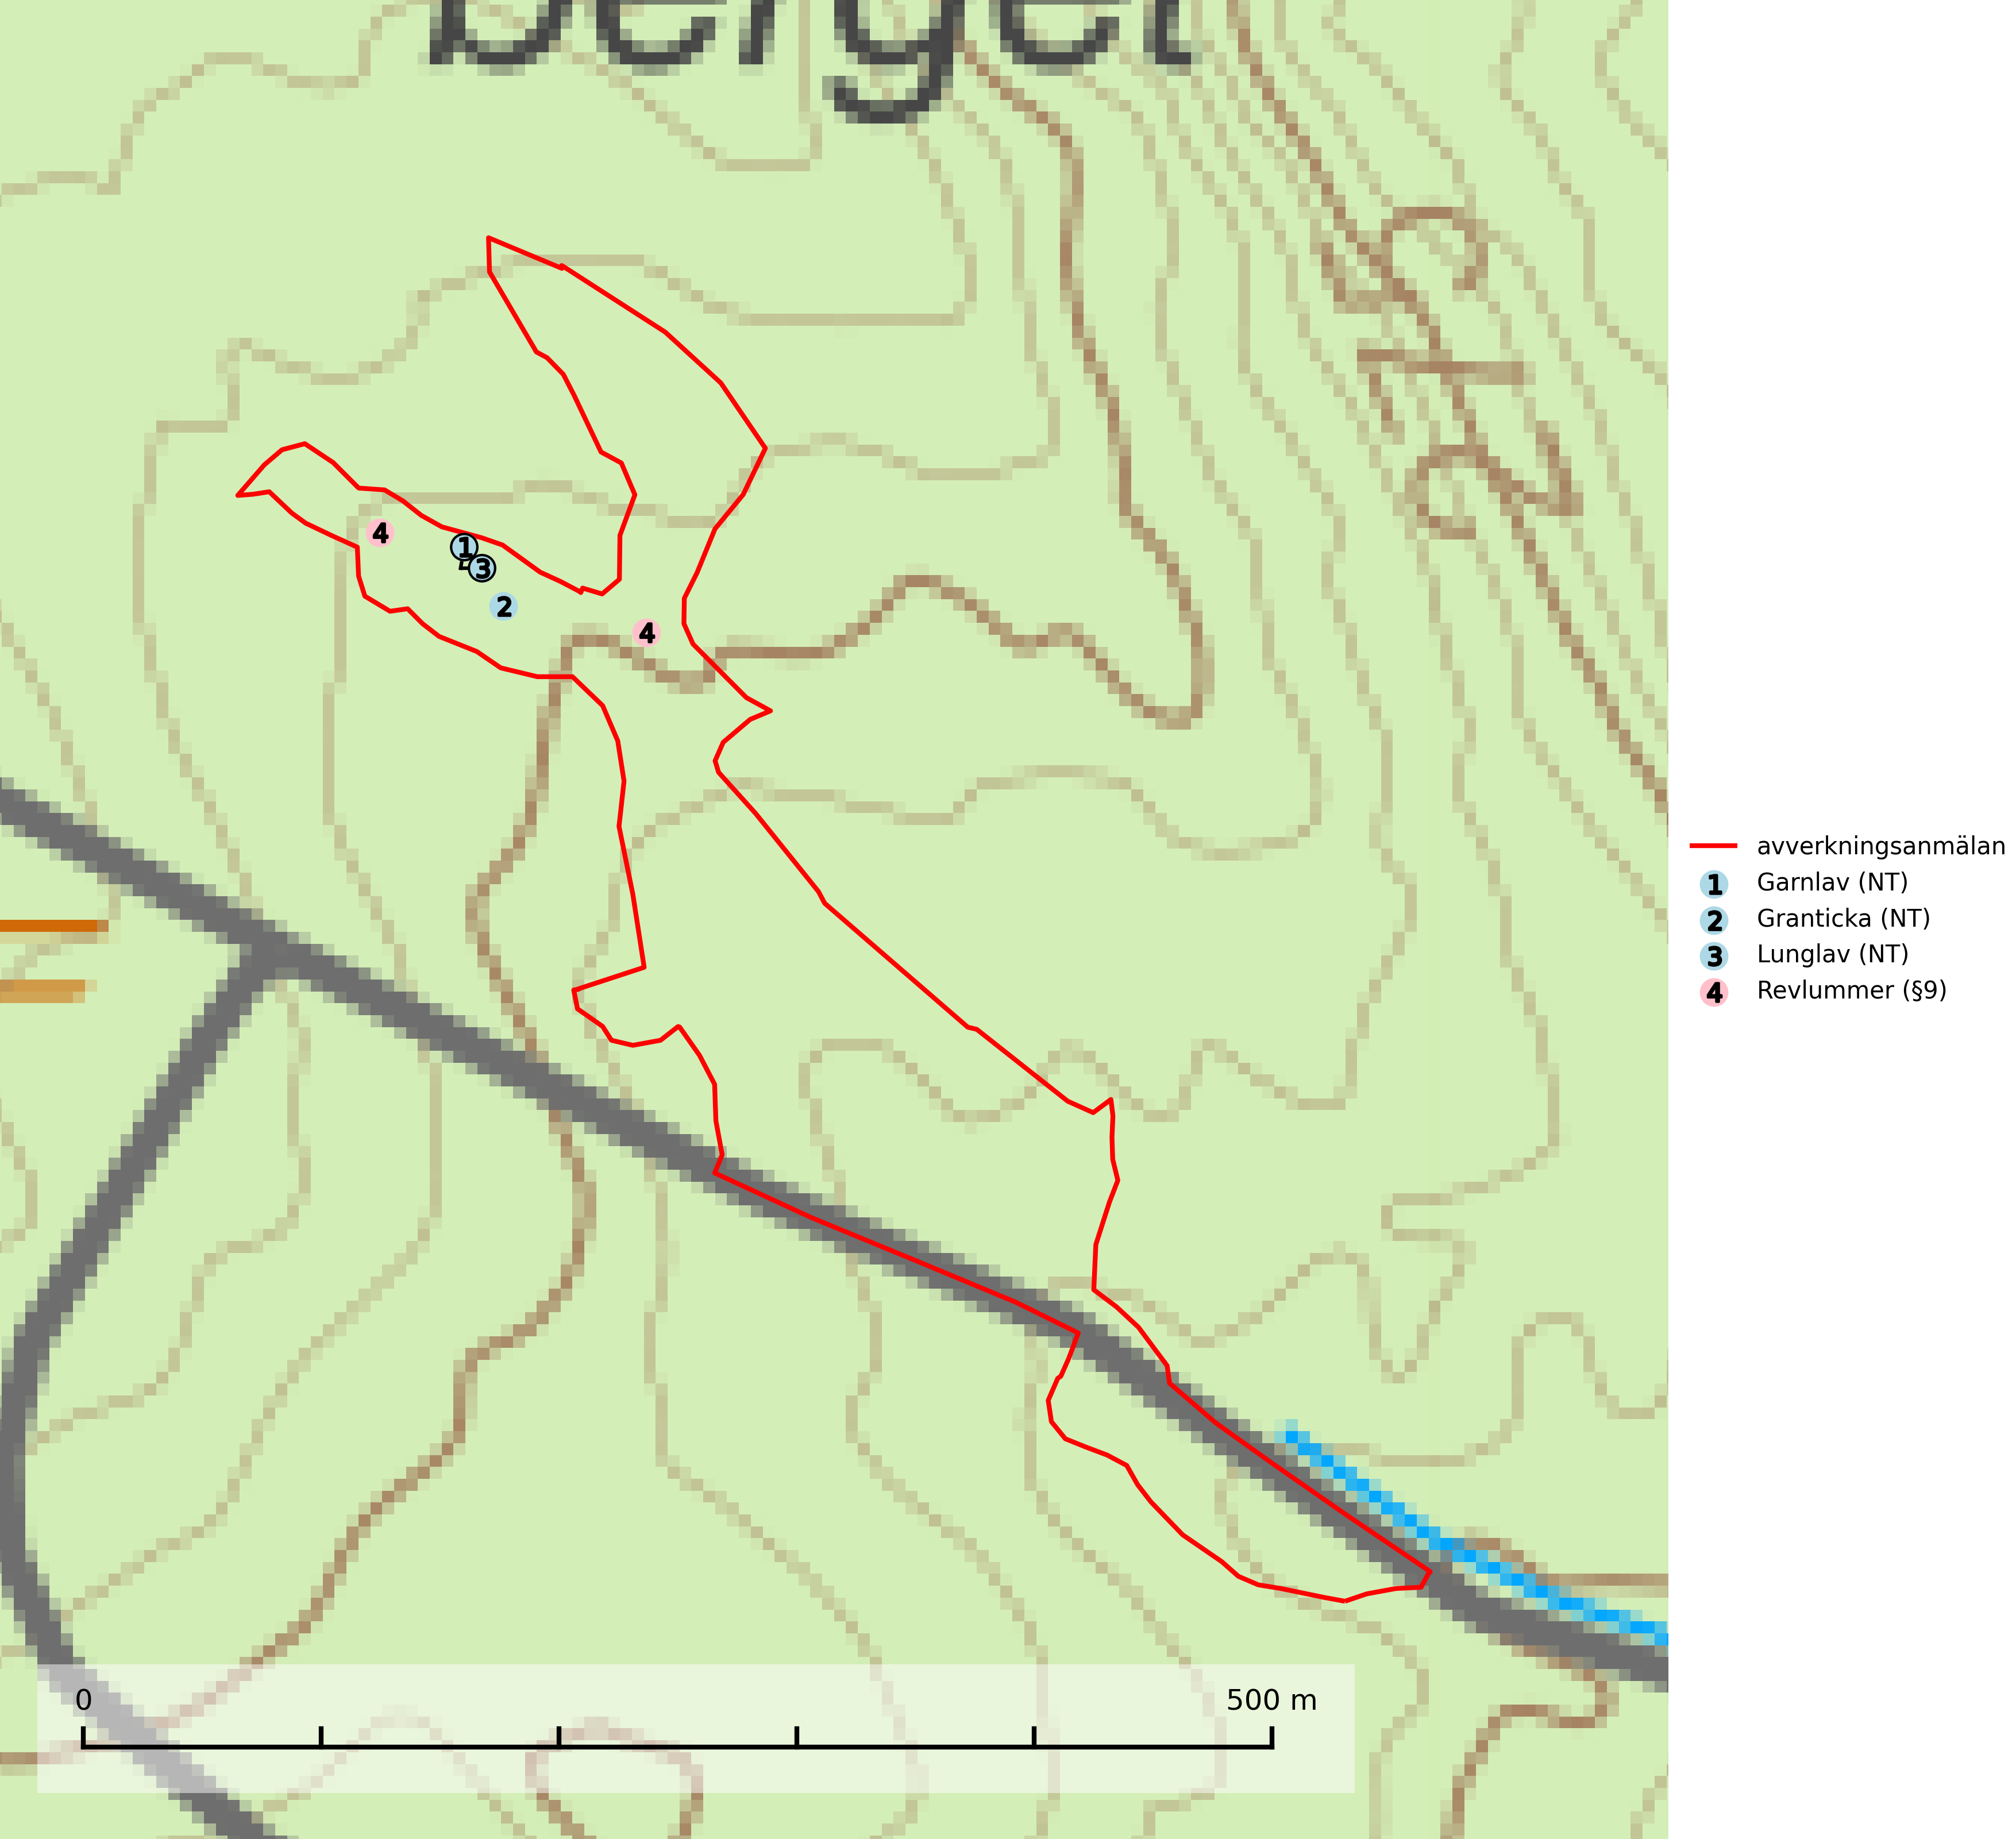 berget
4
1
3
2
4
avverkningsanmälan
1 Garnlav (NT)
2 Granticka (NT)
3 Lunglav (NT)
4 Revlummer (§9)
0 500 m